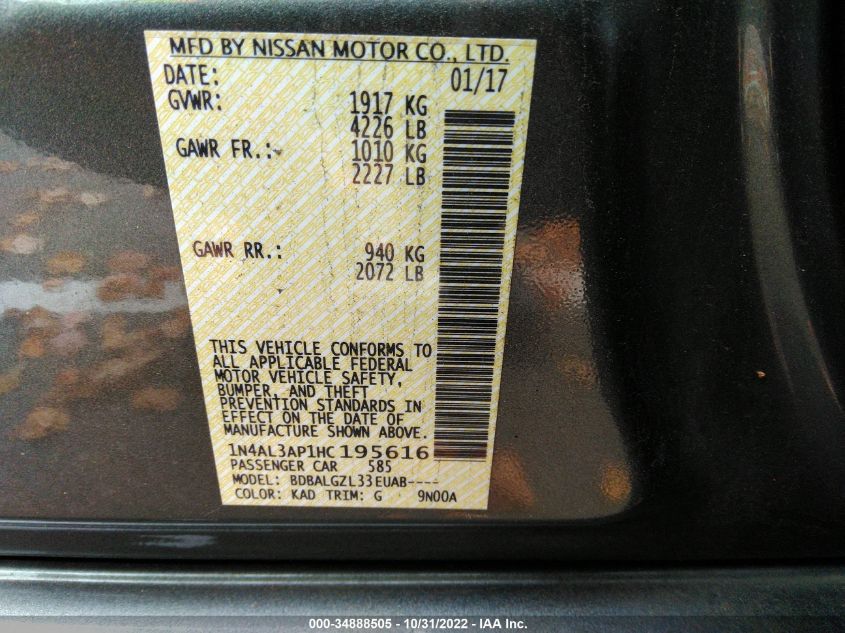 MFD BY NISSAN MOTOR CO., LTD.
DATE: 01/17
GVWR: 1917 KG
4226 LB
GAWR FR.: 1010 KG
2227 LB
GAWR RR.: 940 KG
2072 LB
THIS VEHICLE CONFORMS TO
ALL APPLICABLE FEDERAL
MOTOR VEHICLE SAFETY,
BUMPER, AND THEFT
PREVENTION STANDARDS IN
EFFECT ON THE DATE OF
MANUFACTURE SHOWN ABOVE.
1N4AL3AP1HC195616
PASSENGER CAR 585
MODEL: BDBALGZL33EUAB----
COLOR: KAD TRIM: G 9N00A
000-34888505 - 10/31/2022 - IAA Inc.